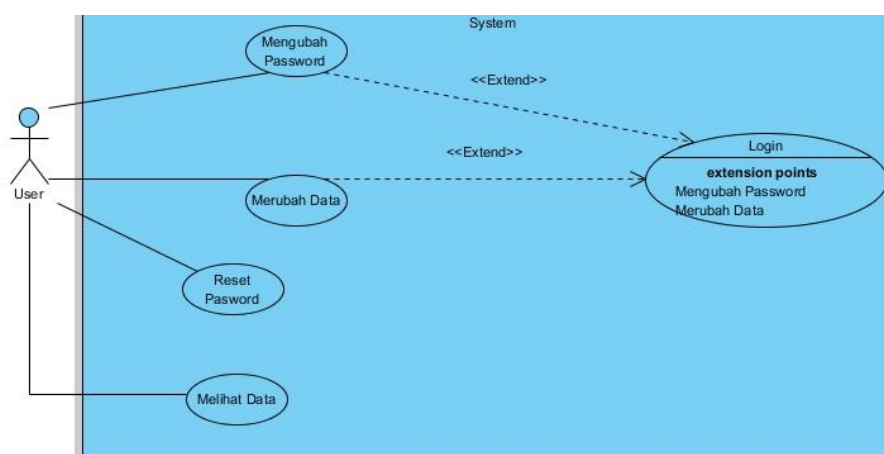 System
Mengubah
Password
<<Extend>>
Login
extension points
Mengubah Password
Merubah Data
<<Extend>>
User
Merubah Data
Reset
Pasword
Melihat Data